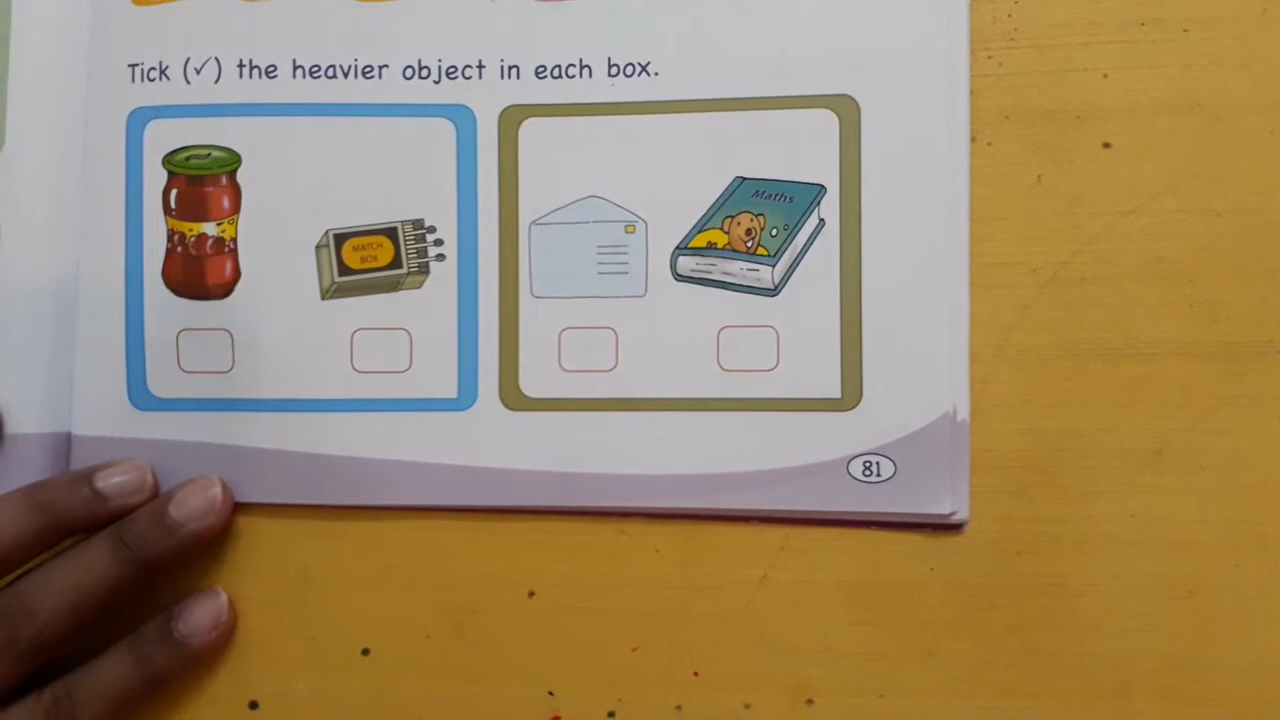 Tick (✓) the heavier object in each box.
MATCH
BOX
Maths
81